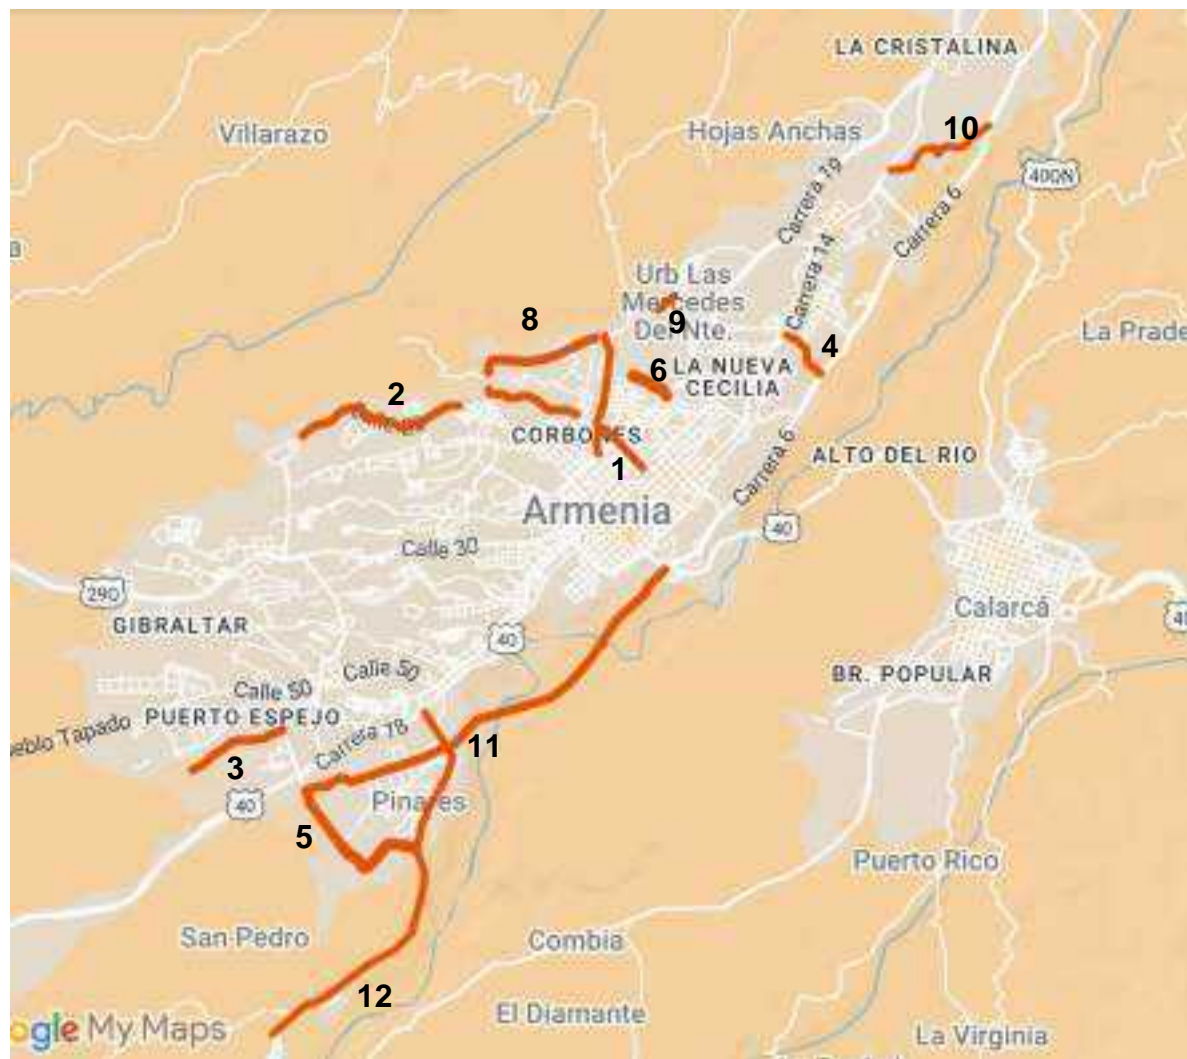 LA CRISTALINA
Villarazo
Hojas Anchas
10
400N
Carrera 19
Carrera 6
Carrera 14
Urb Las
Mercedes
Del Nte.
9
8
La Prade
4
6
LA NUEVA
CECILIA
2
CORBONES
1
ALTO DEL RIO
Carrera 6
Armenia
40
Calle 30
290
Calarcá
GIBRALTAR
40
Calle 50
BR. POPULAR
Calle 50
PUERTO ESPEJO
eblo Tapado
Carrera 18
11
3
40
Pinares
5
Puerto Rico
San Pedro
Combia
12
El Diamante
ogle My Maps
La Virginia